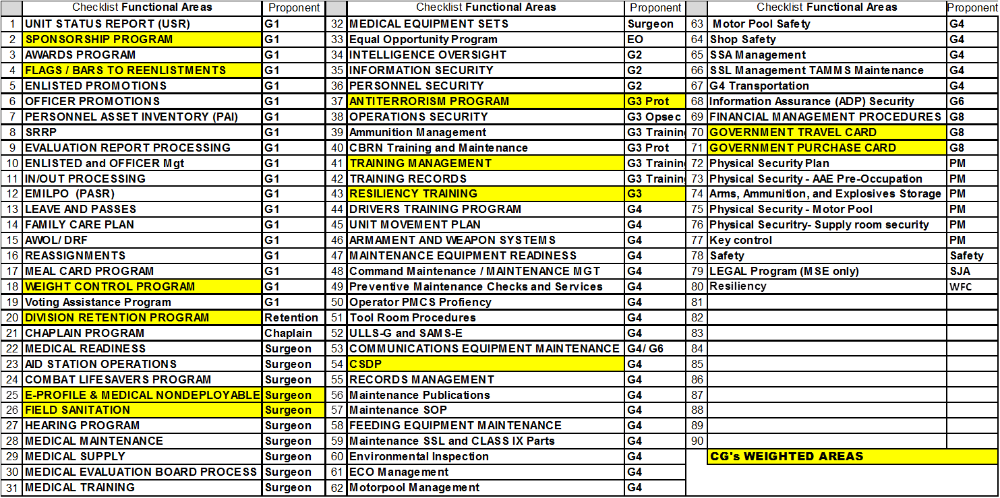 Checklist Functional Areas Proponent
1 UNIT STATUS REPORT (USR) G1
2 SPONSORSHIP PROGRAM G1
3 AWARDS PROGRAM G1
4 FLAGS / BARS TO REENLISTMENTS G1
5 ENLISTED PROMOTIONS G1
6 OFFICER PROMOTIONS G1
7 PERSONNEL ASSET INVENTORY (PAI) G1
8 SRRP G1
9 EVALUATION REPORT PROCESSING G1
10 ENLISTED and OFFICER Mgt G1
11 IN/OUT PROCESSING G1
12 EMILPO (PASR) G1
13 LEAVE AND PASSES G1
14 FAMILY CARE PLAN G1
15 AWOL/ DRF G1
16 REASSIGNMENTS G1
17 MEAL CARD PROGRAM G1
18 WEIGHT CONTROL PROGRAM G1
19 Voting Assistance Program G1
20 DIVISION RETENTION PROGRAM Retention
21 CHAPLAIN PROGRAM Chaplain
22 MEDICAL READINESS Surgeon
23 AID STATION OPERATIONS Surgeon
24 COMBAT LIFESAVERS PROGRAM Surgeon
25 E-PROFILE & MEDICAL NONDEPLOYABLE Surgeon
26 FIELD SANITATION Surgeon
27 HEARING PROGRAM Surgeon
28 MEDICAL MAINTENANCE Surgeon
29 MEDICAL SUPPLY Surgeon
30 MEDICAL EVALUATION BOARD PROCESS Surgeon
31 MEDICAL TRAINING Surgeon
Checklist Functional Areas Proponent
32 MEDICAL EQUIPMENT SETS Surgeon
33 Equal Opportunity Program EO
34 INTELLIGENCE OVERSIGHT G2
35 INFORMATION SECURITY G2
36 PERSONNEL SECURITY G2
37 ANTITERRORISM PROGRAM G3 Prot
38 OPERATIONS SECURITY G3 Opsec
39 Ammunition Management G3 Training
40 CBRN Training and Maintenance G3 Prot
41 TRAINING MANAGEMENT G3 Training
42 TRAINING RECORDS G3 Training
43 RESILIENCY TRAINING G3
44 DRIVERS TRAINING PROGRAM G4
45 UNIT MOVEMENT PLAN G4
46 ARMAMENT AND WEAPON SYSTEMS G4
47 MAINTENANCE EQUIPMENT READINESS G4
48 Command Maintenance / MAINTENANCE MGT G4
49 Preventive Maintenance Checks and Services G4
50 Operator PMCS Profiency G4
51 Tool Room Procedures G4
52 ULLS-G and SAMS-E G4
53 COMMUNICATIONS EQUIPMENT MAINTENANCE G4/ G6
54 CSDP G4
55 RECORDS MANAGEMENT G4
56 Maintenance Publications G4
57 Maintenance SOP G4
58 FEEDING EQUIPMENT MAINTENANCE G4
59 Maintenance SSL and CLASS IX Parts G4
60 Environmental Inspection G4
61 ECO Management G4
62 Motorpool Management G4
Checklist Functional Areas Proponent
63 Motor Pool Safety G4
64 Shop Safety G4
65 SSA Management G4
66 SSL Management TAMMS Maintenance G4
67 G4 Transportation G4
68 Information Assurance (ADP) Security G6
69 FINANCIAL MANAGEMENT PROCEDURES G8
70 GOVERNMENT TRAVEL CARD G8
71 GOVERNMENT PURCHASE CARD G8
72 Physical Security Plan PM
73 Physical Security - AAE Pre-Occupation PM
74 Arms, Ammunition, and Explosives Storage PM
75 Physical Security - Motor Pool PM
76 Physical Securitry- Supply room security PM
77 Key control PM
78 Safety Safety
79 LEGAL Program (MSE only) SJA
80 Resiliency WFC
81
82
83
84
85
86
87
88
89
90
CG's WEIGHTED AREAS